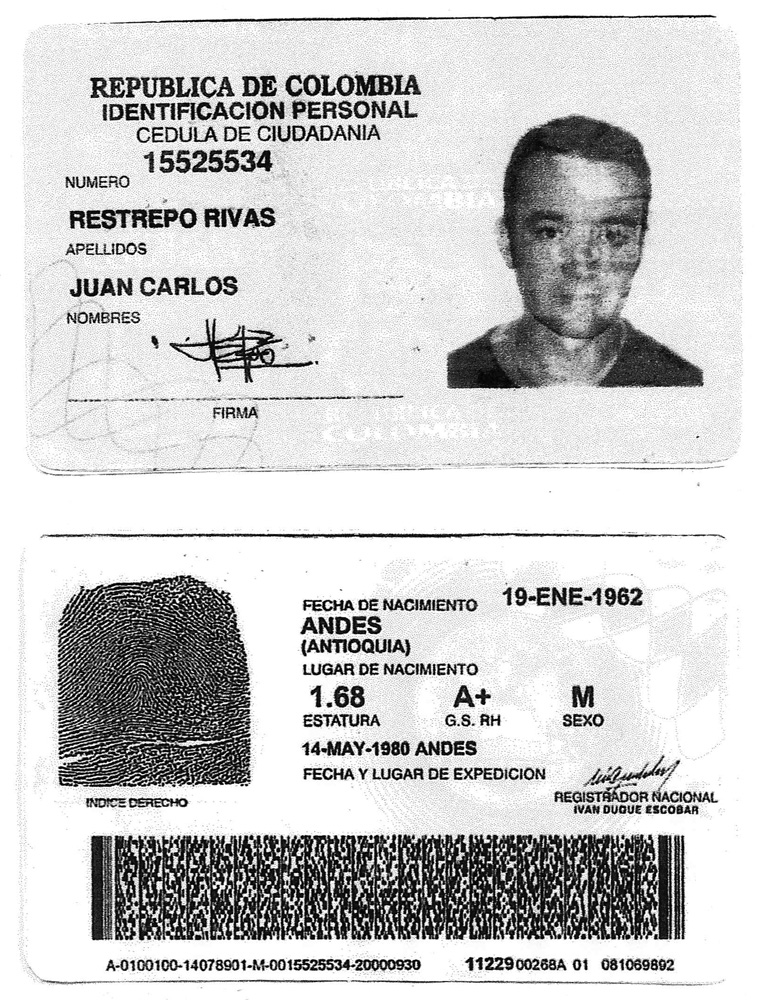 REPUBLICA DE COLOMBIA
IDENTIFICACION PERSONAL
CEDULA DE CIUDADANIA
15525534
NUMERO
RESTREPO RIVAS
APELLIDOS
JUAN CARLOS
NOMBRES
FIRMA
FECHA DE NACIMIENTO 19-ENE-1962
ANDES
(ANTIOQUIA)
LUGAR DE NACIMIENTO
1.68 A+ M
ESTATURA G.S. RH SEXO
14-MAY-1980 ANDES
FECHA Y LUGAR DE EXPEDICION
REGISTRADOR NACIONAL
IVAN DUQUE ESCOBAR
INDICE DERECHO
A-0100100-14078901-M-0015525534-20000930 1122900268A 01 081069892